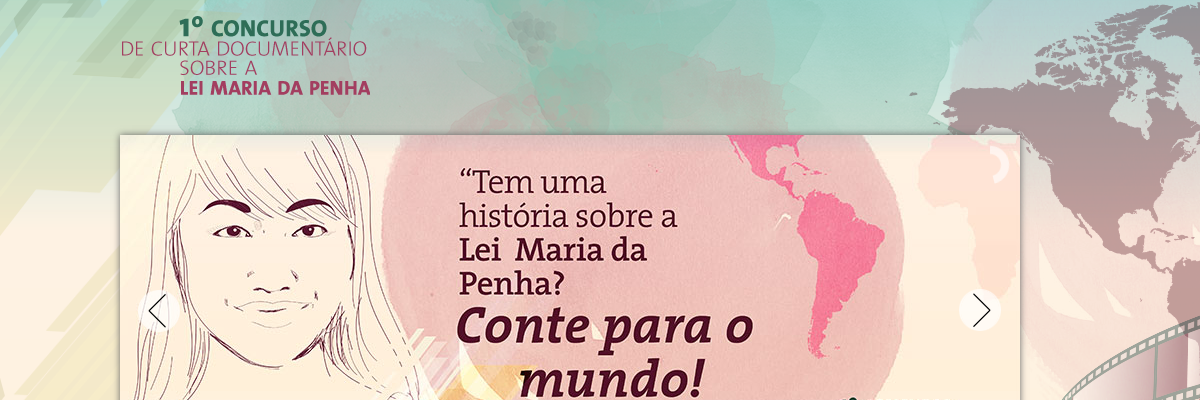 1º CONCURSO
DE CURTA DOCUMENTÁRIO
SOBRE A
LEI MARIA DA PENHA
“Tem uma
história sobre a
Lei Maria da
Penha?
Conte para o
mundo!